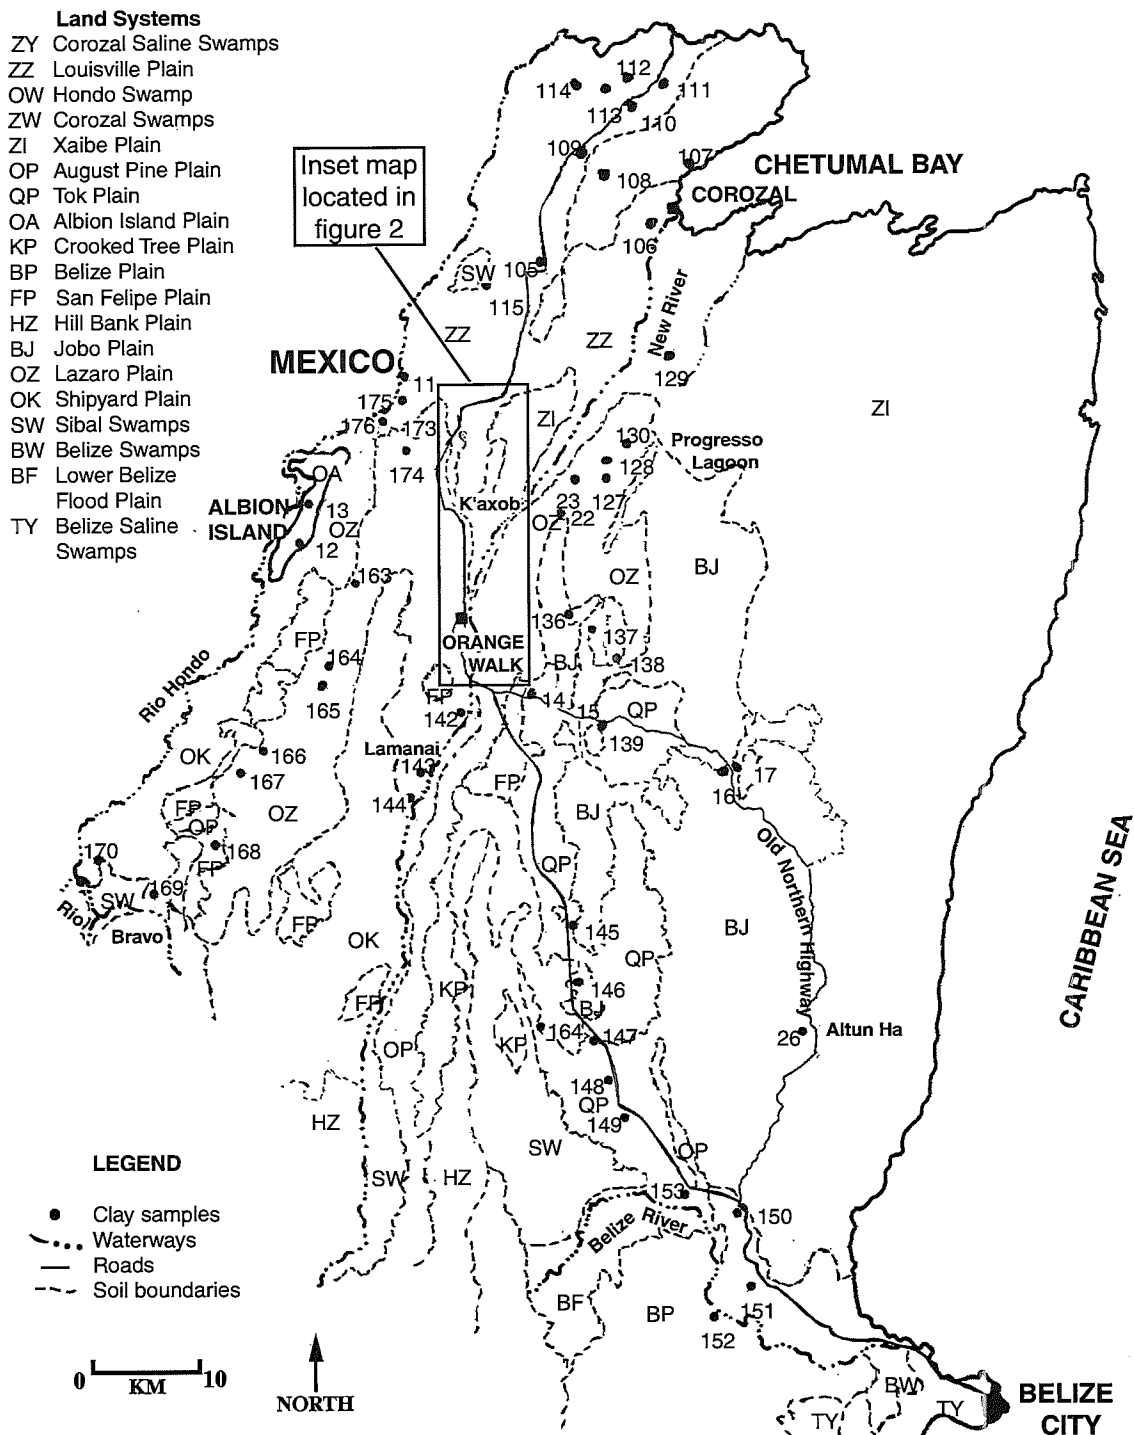 Land Systems
ZY Corozal Saline Swamps
ZZ Louisville Plain
OW Hondo Swamp
ZW Corozal Swamps
ZI Xaibe Plain
OP August Pine Plain
QP Tok Plain
OA Albion Island Plain
KP Crooked Tree Plain
BP Belize Plain
FP San Felipe Plain
HZ Hill Bank Plain
BJ Jobo Plain
OZ Lazaro Plain
OK Shipyard Plain
SW Sibal Swamps
BW Belize Swamps
BF Lower Belize
Flood Plain
TY Belize Saline
Swamps
Inset map
located in
figure 2
112
114
111
113
110
109
107
108
CHETUMAL BAY
COROZAL
106
SW
105
115
New River
ZZ
ZZ
MEXICO
129
11
175
176
173
174
ZI
ZI
130
Progresso
Lagoon
128
OA
K'axob
23
127
22
OZ
ALBION
ISLAND
13
OZ
12
BJ
163
OZ
136
FP
ORANGE
WALK
137
138
BJ
164
Rio Hondo
165
FP
14
15
QP
142
139
OK
166
Lamanai
143
167
17
16
FP
144
FP
OZ
BJ
QP
Old Northern Highway
168
170
FP
QP
169
SW
Rio
Bravo
FP
OK
145
BJ
QP
CARIBBEAN SEA
KP
146
FP
BJ
164
147
26
Altun Ha
OP
KP
148
QP
HZ
149
SW
OP
LEGEND
SW
HZ
153
Clay samples
150
Waterways
Belize River
Roads
Soil boundaries
BF
BP
151
152
0 10
KM
NORTH
BW
TY
TY
BELIZE
CITY